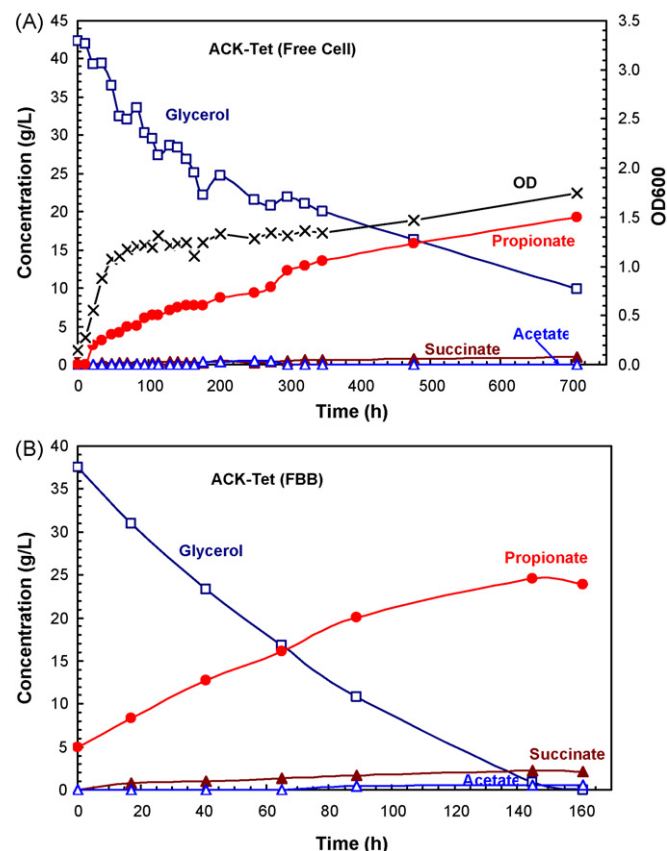 (A)
ACK-Tet (Free Cell)
Glycerol
OD
Propionate
Succinate
Acetate
Concentration (g/L)
OD600
45
40
35
30
25
20
15
10
5
0
3.5
3.0
2.5
2.0
1.5
1.0
0.5
0.0
0 100 200 300 400 500 600 700
Time (h)
(B)
ACK-Tet (FBB)
Glycerol
Propionate
Succinate
Acetate
Concentration (g/L)
40
35
30
25
20
15
10
5
0
0 20 40 60 80 100 120 140 160
Time (h)